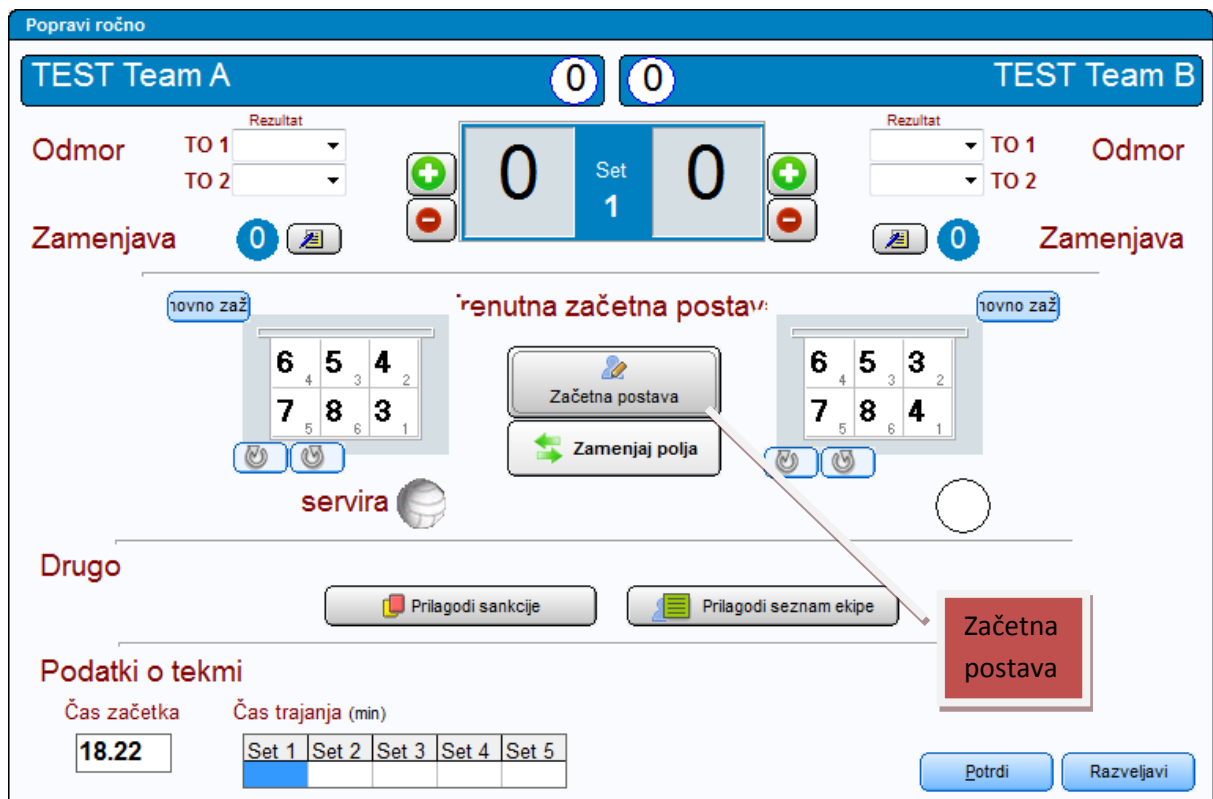 Popravi ročno
TEST Team A 0 0 TEST Team B
Rezultat Rezultat
Odmor TO 1 TO 1 Odmor
TO 2 TO 2
0 Set 1 0
Zamenjava 0 0 Zamenjava
novno zaž Trenutna začetna postava novno zaž
6 4 5 3 4 2
7 5 8 6 3 1
Začetna postava
Zamenjaj polja
6 4 5 3 3 2
7 5 8 6 4 1
servira
Drugo
Prilagodi sankcije Prilagodi seznam ekipe
Začetna
postava
Podatki o tekmi
Čas začetka Čas trajanja (min)
18.22 Set 1 Set 2 Set 3 Set 4 Set 5
Potrdi Razveljavi